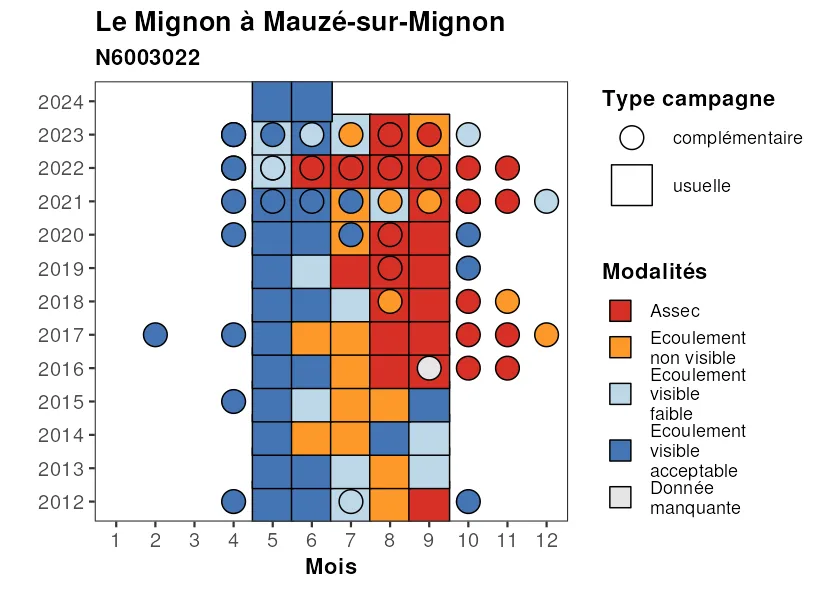 Le Mignon à Mauzé-sur-Mignon
N6003022
2024
2023
2022
2021
2020
2019
2018
2017
2016
2015
2014
2013
2012
1 2 3 4 5 6 7 8 9 10 11 12
Mois
Type campagne
complémentaire
usuelle
Modalités
Assec
Ecoulement
non visible
Ecoulement
visible
faible
Ecoulement
visible
acceptable
Donnée
manquante